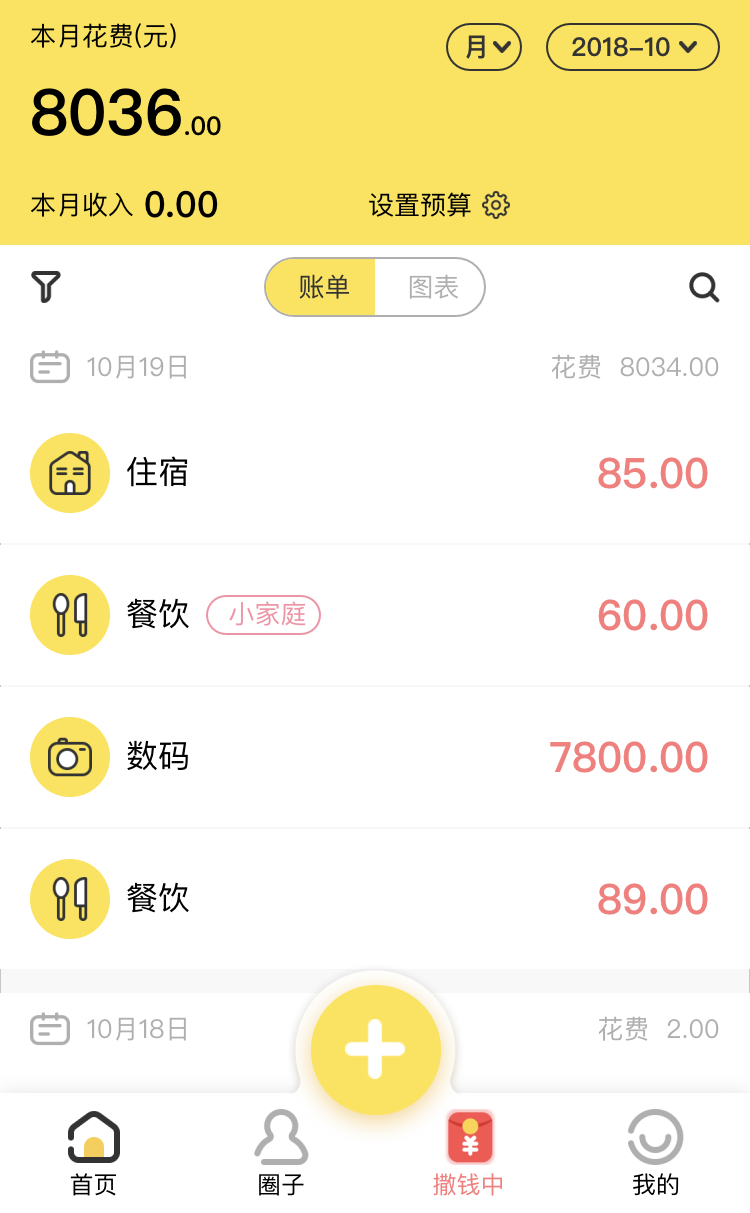 本月花费(元)
月
2018-10
8036.00
本月收入 0.00
设置预算
账单
图表
10月19日
花费 8034.00
住宿
85.00
餐饮
小家庭
60.00
数码
7800.00
餐饮
89.00
10月18日
花费 2.00
首页
圈子
¥
撒钱中
我的